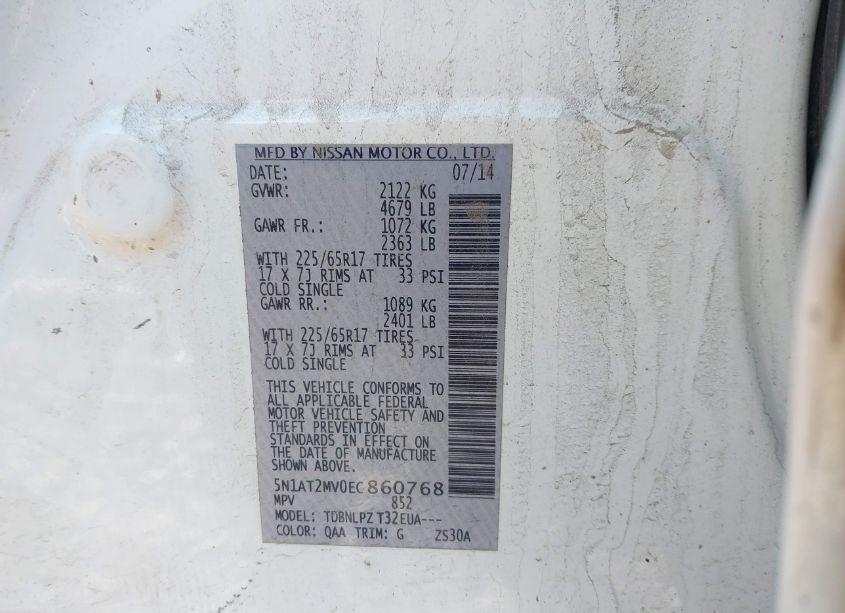 MFD BY NISSAN MOTOR CO., LTD.
DATE: 07/14
GVWR: 2122 KG
4679 LB
GAWR FR.: 1072 KG
2363 LB
WITH 225/65R17 TIRES
17 X 7J RIMS AT 33 PSI
COLD SINGLE
GAWR RR.: 1089 KG
2401 LB
WITH 225/65R17 TIRES
17 X 7J RIMS AT 33 PSI
COLD SINGLE
THIS VEHICLE CONFORMS TO
ALL APPLICABLE FEDERAL
MOTOR VEHICLE SAFETY AND
THEFT PREVENTION
STANDARDS IN EFFECT ON
THE DATE OF MANUFACTURE
SHOWN ABOVE.
5N1AT2MV0EC860768
MPV 852
MODEL: TDBNLPZ T32EUA---
COLOR: QAA TRIM: G ZS30A